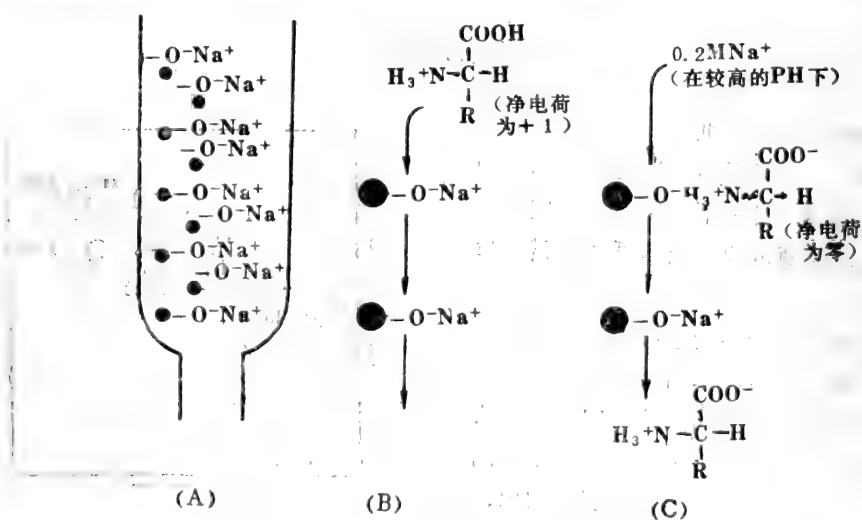 -O⁻Na⁺
-O⁻Na⁺
-O⁻Na⁺
-O⁻Na⁺
-O⁻Na⁺
-O⁻Na⁺
-O⁻Na⁺
-O⁻Na⁺
-O⁻Na⁺
(A)
COOH
H₃⁺N-C-H
R
(净电荷
为+1)
-O⁻Na⁺
-O⁻Na⁺
(B)
0.2MNa⁺
(在较高的PH下)
COO⁻
-O⁻H₃⁺N-C-H
R (净电荷
为零)
-O⁻Na⁺
COO⁻
H₃⁺N-C-H
R
(C)